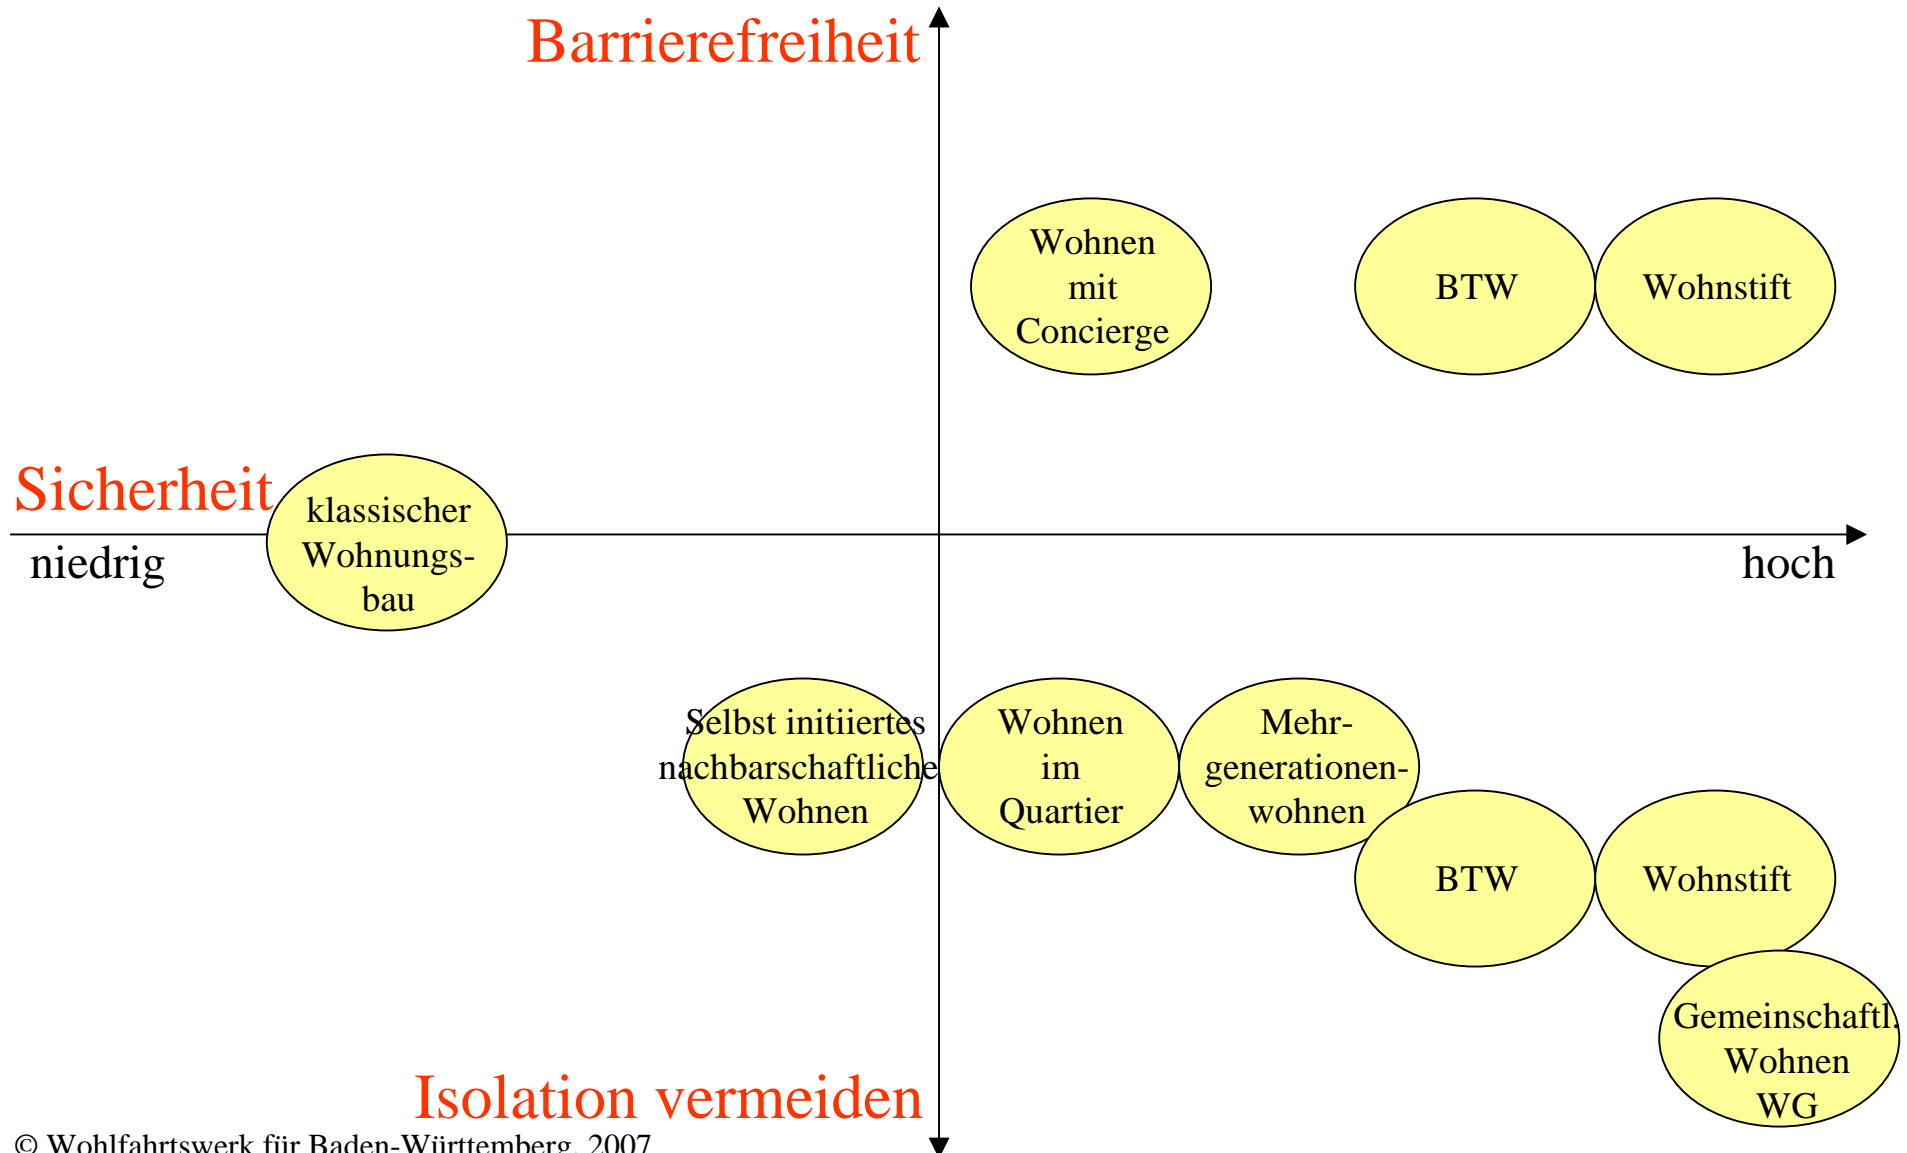 Barrierefreiheit
Wohnen
mit
Concierge
BTW
Wohnstift
Sicherheit
niedrig
hoch
klassischer
Wohnungs-
bau
Selbst initiiertes
nachbarschaftliche
Wohnen
Wohnen
im
Quartier
Mehr-
generationen-
wohnen
BTW
Wohnstift
Gemeinschaftl.
Wohnen
WG
Isolation vermeiden
© Wohlfahrtswerk für Baden-Württemberg, 2007